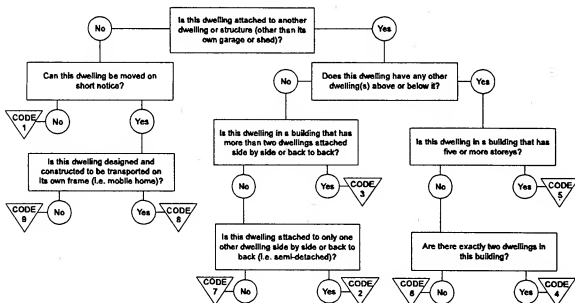 Is this dwelling attached to another
dwelling or structure (other than its
own garage or shed)?
No
Yes
Can this dwelling be moved on
short notice?
Does this dwelling have any other
dwelling(s) above or below it?
CODE
1
No
Yes
No
Yes
Is this dwelling designed and
constructed to be transported on
its own frame (i.e. mobile home)?
Is this dwelling in a building that has
more than two dwellings attached
side by side or back to back?
Is this dwelling in a building that has
five or more storeys?
CODE
9
No
Yes
CODE
8
No
Yes
CODE
3
No
Yes
CODE
5
Is this dwelling attached to only one
other dwelling side by side or back to
back (i.e. semi-detached)?
Are there exactly two dwellings in
this building?
CODE
7
No
Yes
CODE
2
CODE
6
No
Yes
CODE
4